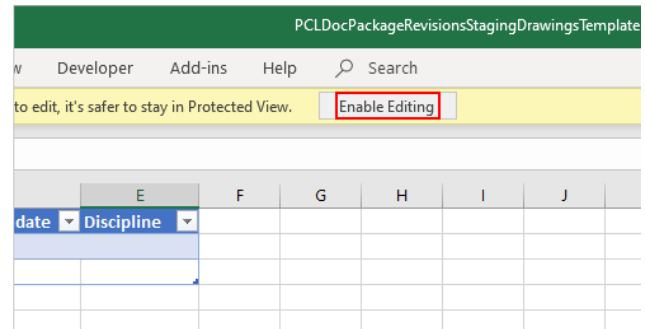 PCLDocPackageRevisionsStagingDrawingsTemplate
Developer Add-ins Help Search
to edit, it's safer to stay in Protected View. Enable Editing
E F G H I J
date Discipline